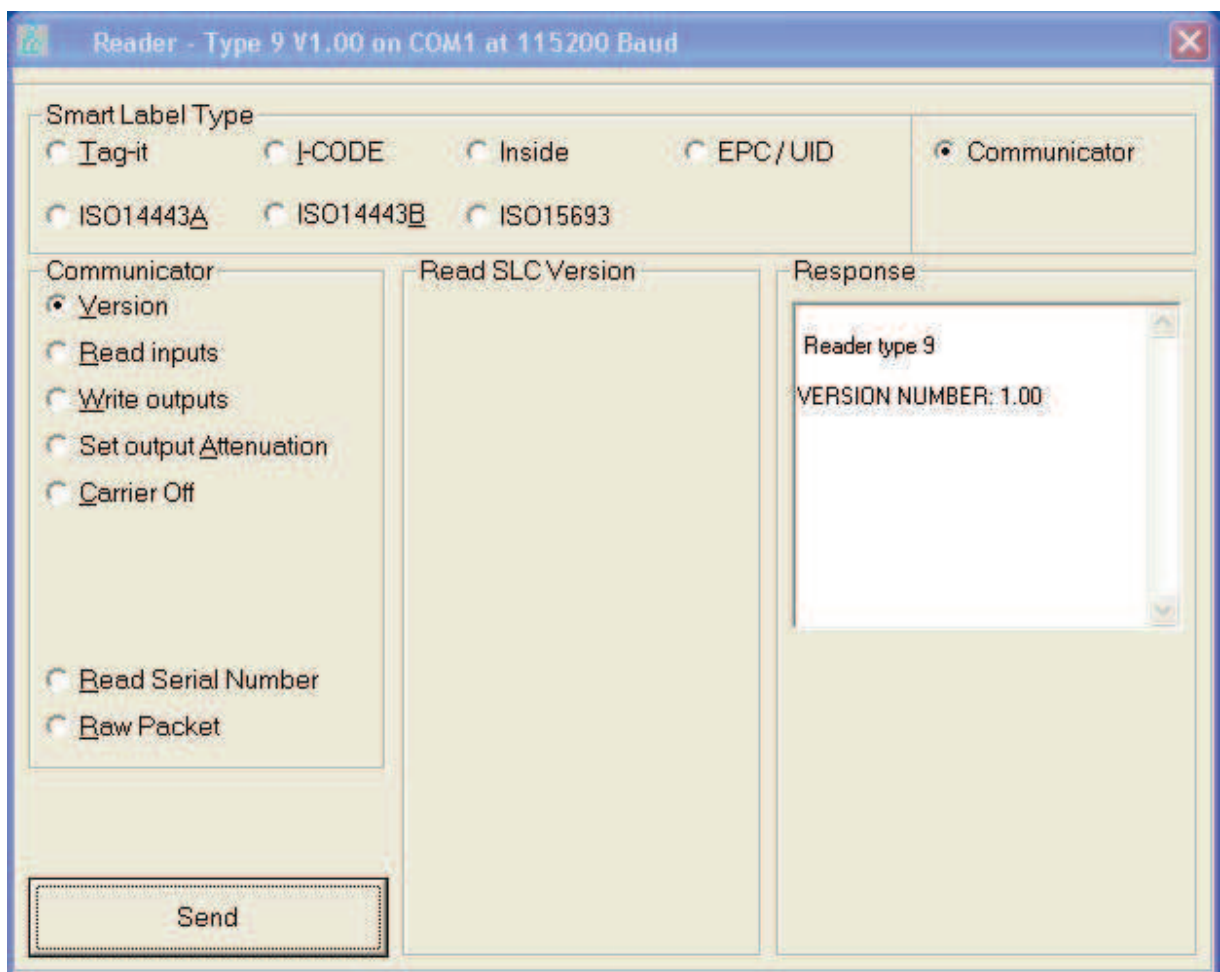 Reader - Type 9 V1.00 on COM1 at 115200 Baud
Smart Label Type
Tag-it
I-CODE
Inside
EPC / UID
Communicator
ISO14443A
ISO14443B
ISO15693
Communicator
Version
Read inputs
Write outputs
Set output Attenuation
Carrier Off
Read Serial Number
Raw Packet
Send
Read SLC Version
Response
Reader type 9
VERSION NUMBER: 1.00